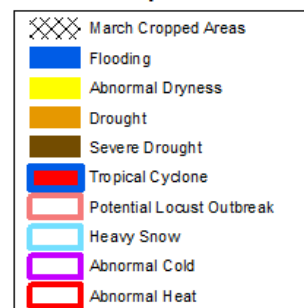 March Cropped Areas
Flooding
Abnormal Dryness
Drought
Severe Drought
Tropical Cyclone
Potential Locust Outbreak
Heavy Snow
Abnormal Cold
Abnormal Heat